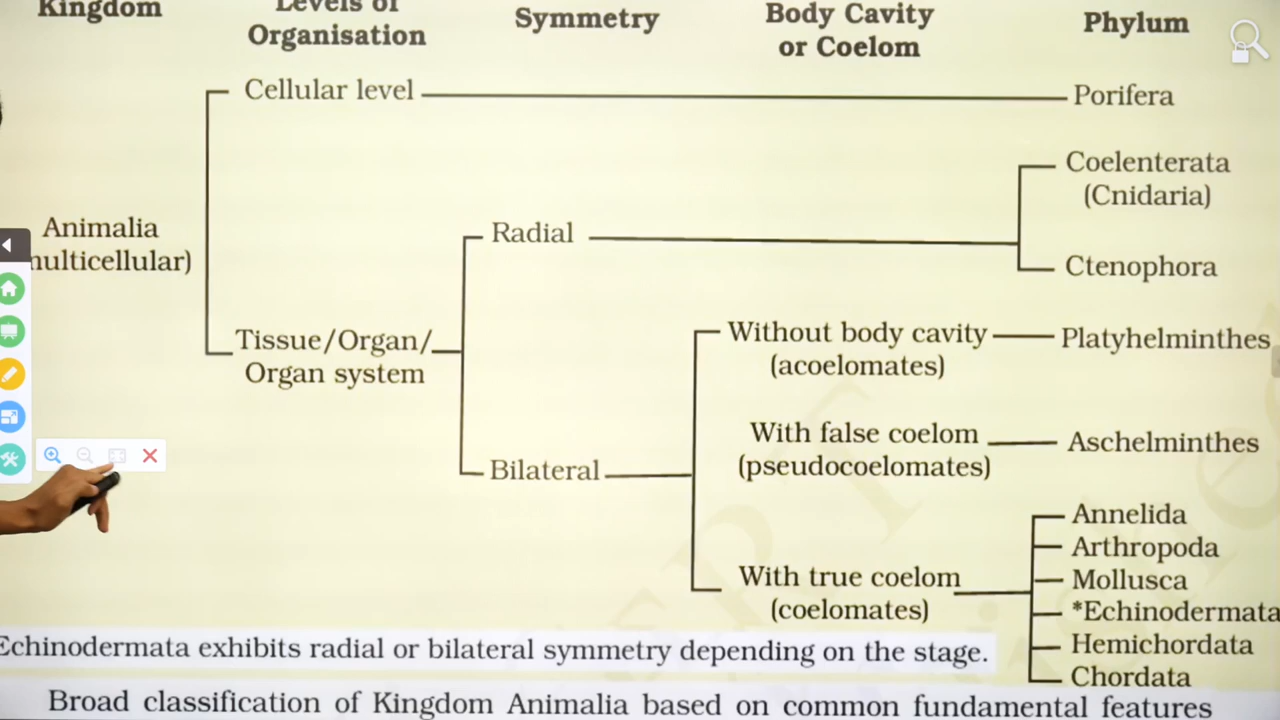 Kingdom
Levels of
Organisation
Symmetry
Body Cavity
or Coelom
Phylum
Cellular level
Porifera
Coelenterata
(Cnidaria)
Animalia
multicellular)
Radial
Ctenophora
Tissue/Organ/
Organ system
Without body cavity
(acoelomates)
Platyhelminthes
With false coelom
(pseudocoelomates)
Aschelminthes
Bilateral
With true coelom
(coelomates)
Annelida
Arthropoda
Mollusca
*Echinodermata
Hemichordata
Chordata
Echinodermata exhibits radial or bilateral symmetry depending on the stage.
Broad classification of Kingdom Animalia based on common fundamental features